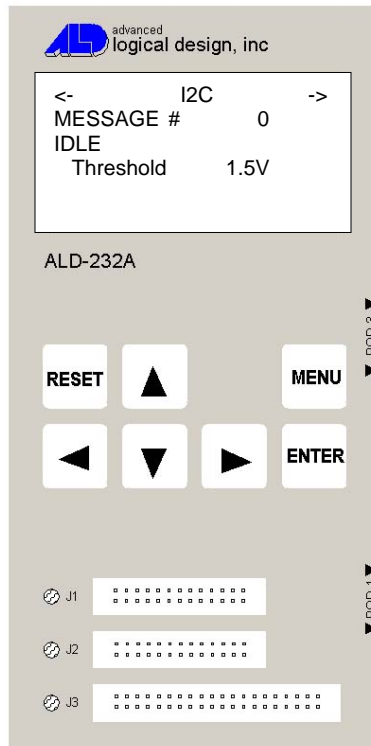 advanced
logical design, inc
<- I2C ->
MESSAGE # 0
IDLE
Threshold 1.5V
ALD-232A
RESET
MENU
ENTER
J1
J2
J3